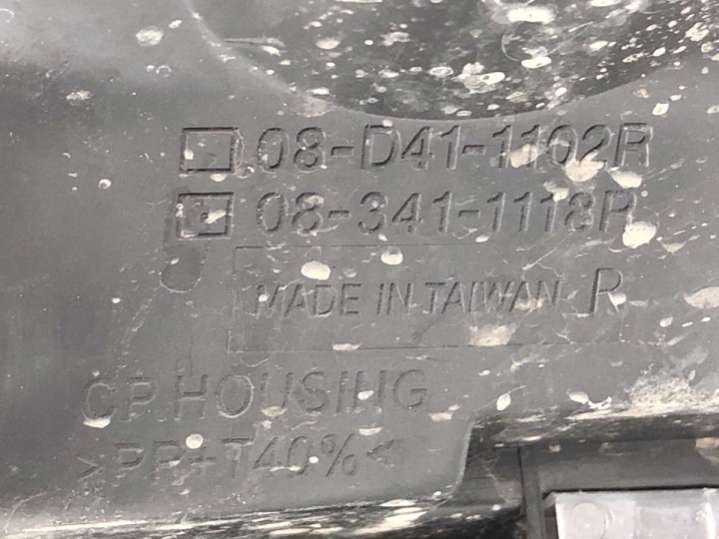 08-D41-1102R
08-341-1118R
MADE IN TAIWAN R
CP HOUSING
>PP+T40%<